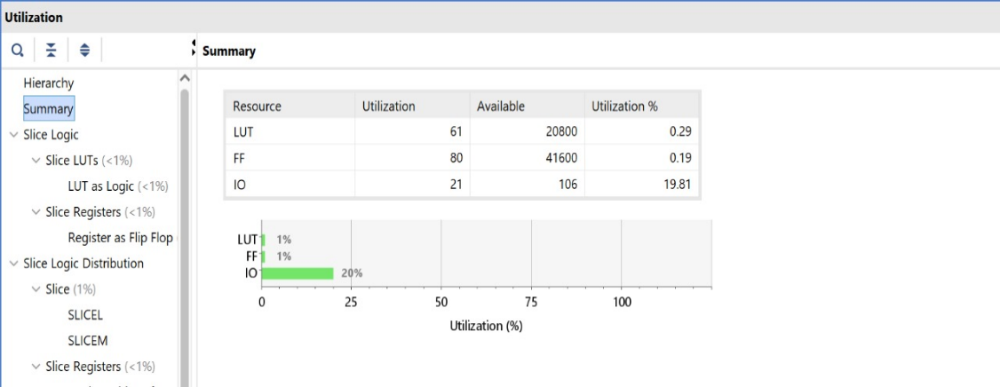 Utilization
Summary
Hierarchy
Summary
Slice Logic
Slice LUTs (<1%)
LUT as Logic (<1%)
Slice Registers (<1%)
Register as Flip Flop
Slice Logic Distribution
Slice (1%)
SLICEL
SLICEM
Slice Registers (<1%)
Resource Utilization Available Utilization %
LUT 61 20800 0.29
FF 80 41600 0.19
IO 21 106 19.81
LUT 1%
FF 1%
IO 20%
0 25 50 75 100
Utilization (%)